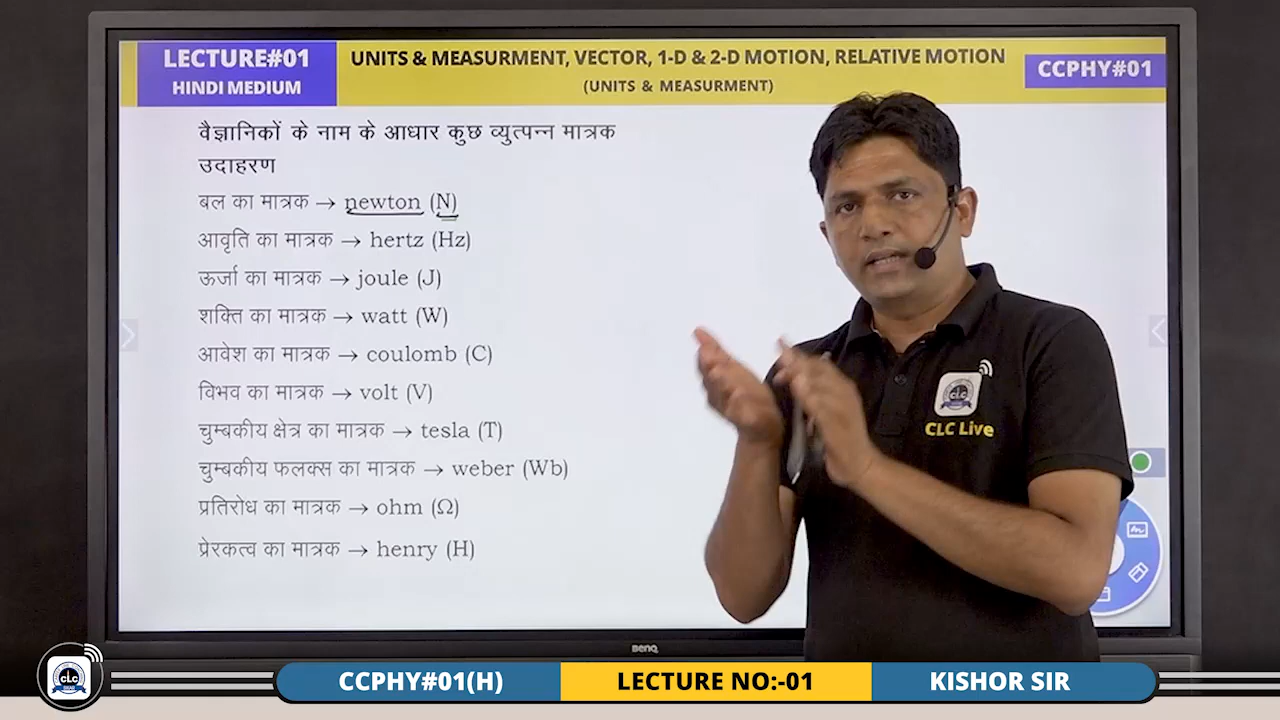 LECTURE#01
HINDI MEDIUM
UNITS & MEASURMENT, VECTOR, 1-D & 2-D MOTION, RELATIVE MOTION
(UNITS & MEASURMENT)
CCPHY#01
वैज्ञानिकों के नाम के आधार कुछ व्युत्पन्न मात्रक
उदाहरण
बल का मात्रक → newton (N)
आवृति का मात्रक → hertz (Hz)
ऊर्जा का मात्रक → joule (J)
शक्ति का मात्रक → watt (W)
आवेश का मात्रक → coulomb (C)
विभव का मात्रक → volt (V)
चुम्बकीय क्षेत्र का मात्रक → tesla (T)
चुम्बकीय फलक्स का मात्रक → weber (Wb)
प्रतिरोध का मात्रक → ohm (Ω)
प्रेरकत्व का मात्रक → henry (H)
CLC
CLC Live
BENQ
CLC
SIKAR
CCPHY#01(H)
LECTURE NO:-01
KISHOR SIR